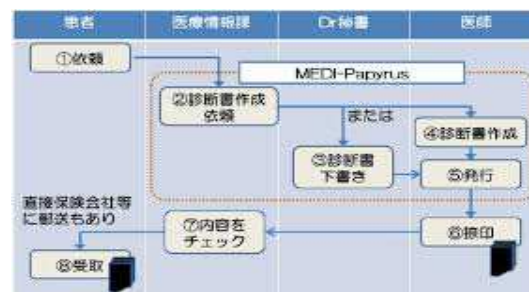 患者
医療情報課
Dr秘書
医師
①依頼
MEDI-Papyrus
②診断書作成
依頼
または
④診断書作成
③診断書
下書き
⑤発行
直接保険会社等
に郵送もあり
⑦内容を
チェック
⑥捺印
⑧受取